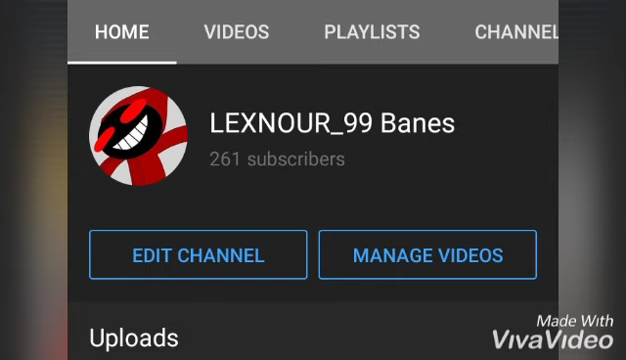 HOME VIDEOS PLAYLISTS CHANNEL
LEXNOUR_99 Banes
261 subscribers
EDIT CHANNEL MANAGE VIDEOS
Uploads
Made With
VivaVideo